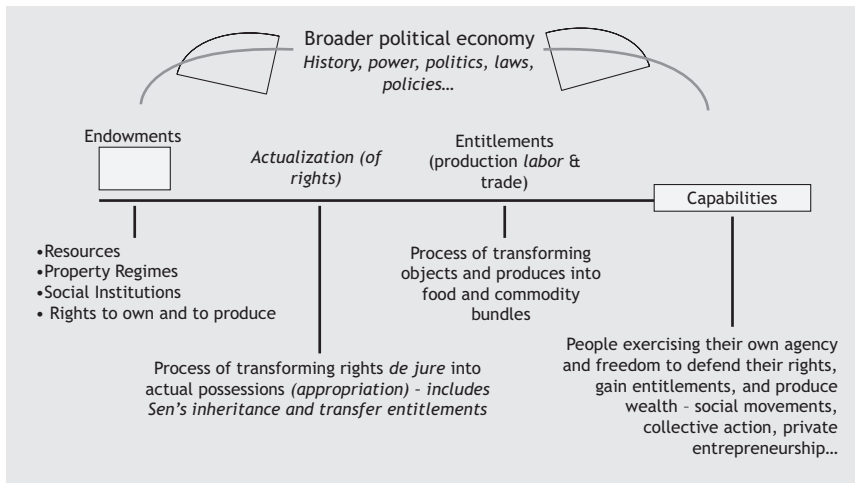 Broader political economy
History, power, politics, laws,
policies…
Endowments
Actualization (of
rights)
Entitlements
(production labor &
trade)
Capabilities
•Resources
•Property Regimes
•Social Institutions
• Rights to own and to produce
Process of transforming
objects and produces into
food and commodity
bundles
Process of transforming rights de jure into
actual possessions (appropriation) – includes
Sen's inheritance and transfer entitlements
People exercising their own agency
and freedom to defend their rights,
gain entitlements, and produce
wealth – social movements,
collective action, private
entrepreneurship…